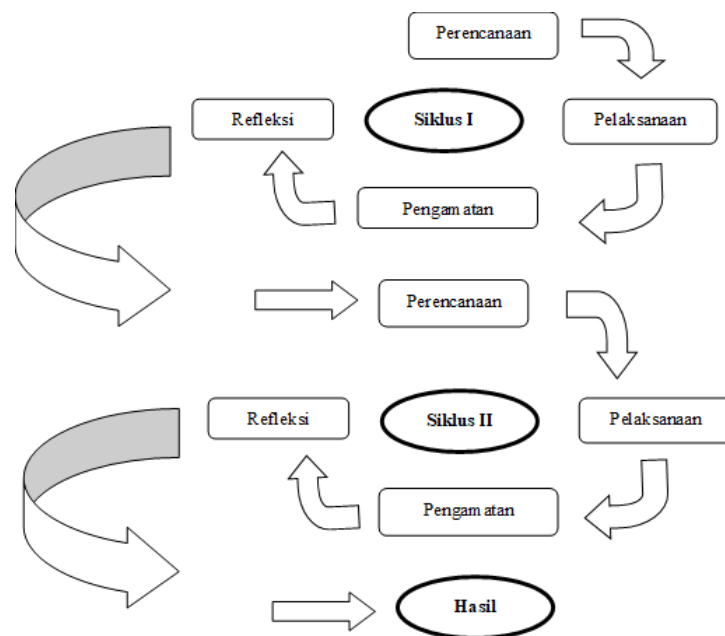 Perencanaan
Refleksi
Siklus I
Pelaksanaan
Pengamatan
Perencanaan
Refleksi
Siklus II
Pelaksanaan
Pengamatan
Hasil